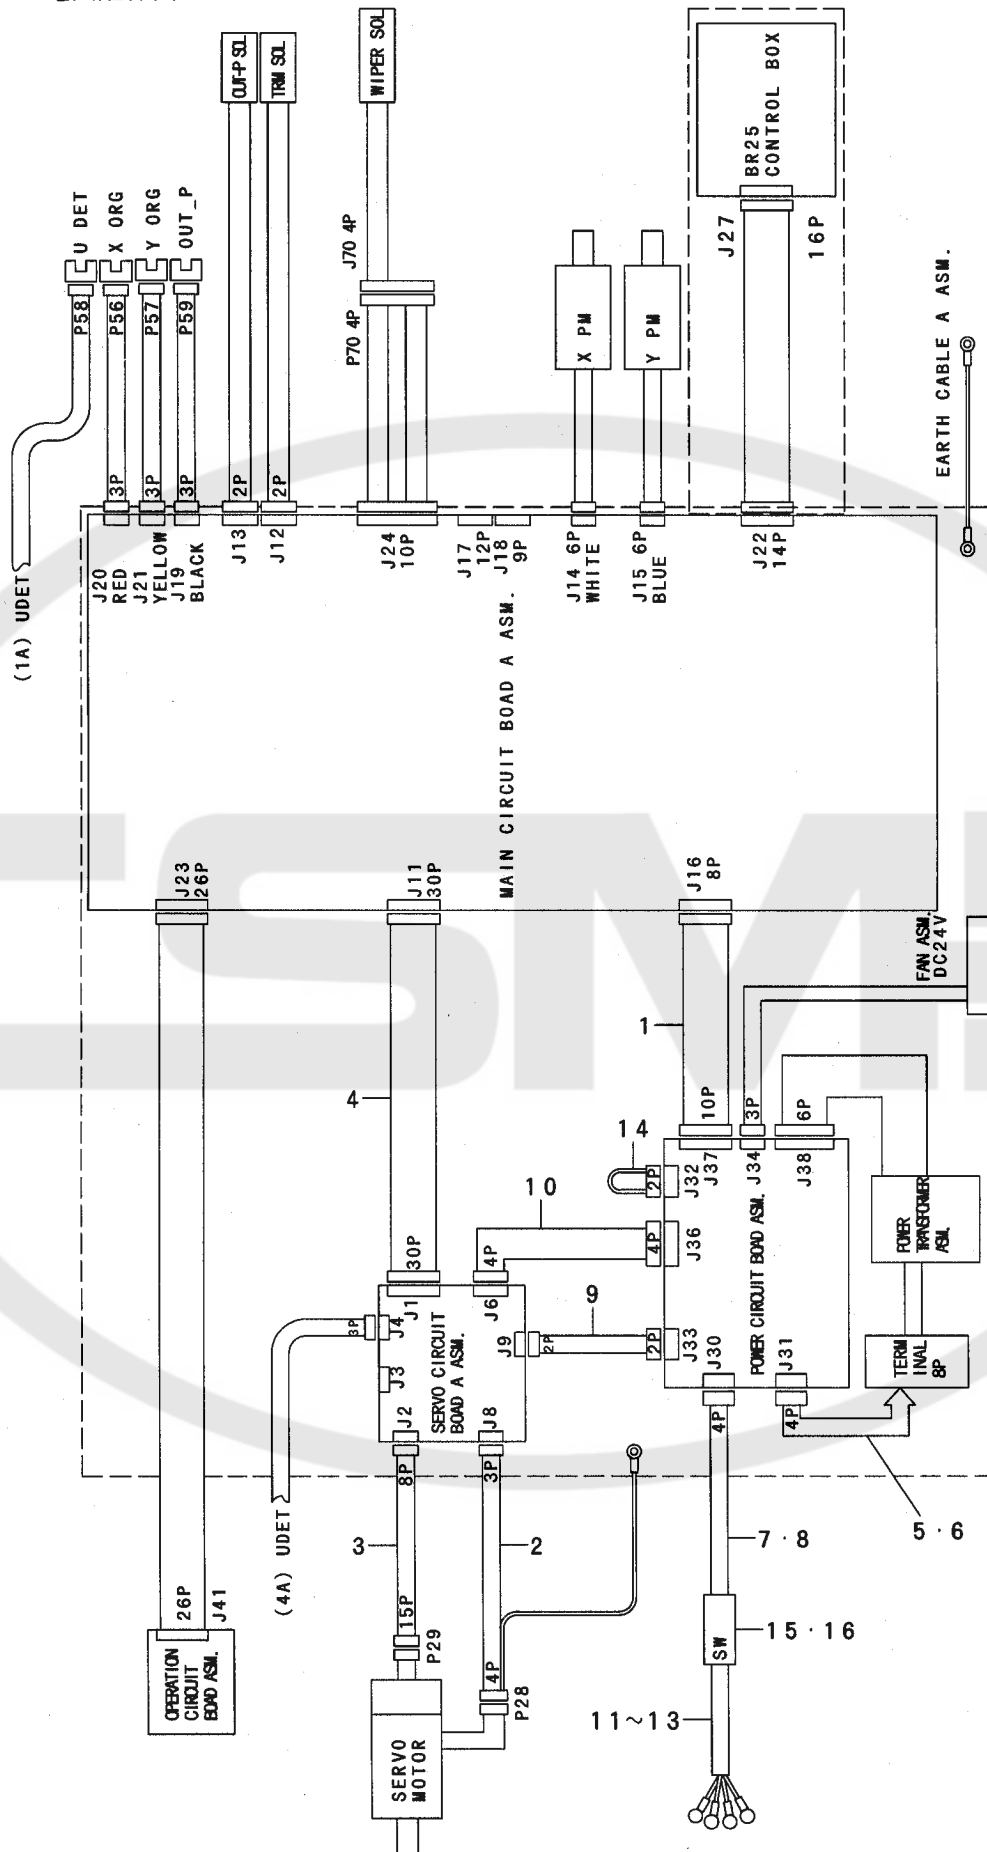 U DET
X ORG
Y ORG
OUT_P
P58
P56
P57
P59
3P
3P
3P
(1A) UDET
OUT-P SOL
TRM SOL
2P
2P
WIPER SOL
J70 4P
P70 4P
X PM
Y PM
BR25
CONTROL BOX
J27
16P
EARTH CABLE A ASM.
J20
RED
J21
YELLOW
J19
BLACK
J13
J12
J24
10P
J17
12P
J18
9P
J14 6P
WHITE
J15 6P
BLUE
J22
14P
MAIN CIRCUIT BOAD A ASM.
J23
26P
J11
30P
J16
8P
FAN ASM.
DC24V
1
4
14
10
9
10P
3P
6P
2P
4P
2P
J32
J37
J34
J38
J36
J33
J30
J31
POWER CIRCUIT BOAD ASM.
POWER
TRANSFORMER
ASM.
TERM
INAL
8P
30P
4P
J1
J6
3P
J4
J3
J9
2P
J2
J8
SERVO CIRCUIT
BOAD A ASM.
8P
3P
4P
4P
(4A) UDET
3
2
7・8
5・6
26P
J41
OPERATION
CIRCUIT
BOAD ASM.
15P
P29
4P
P28
SERVO
MOTOR
SW
15・16
11~13
CSME